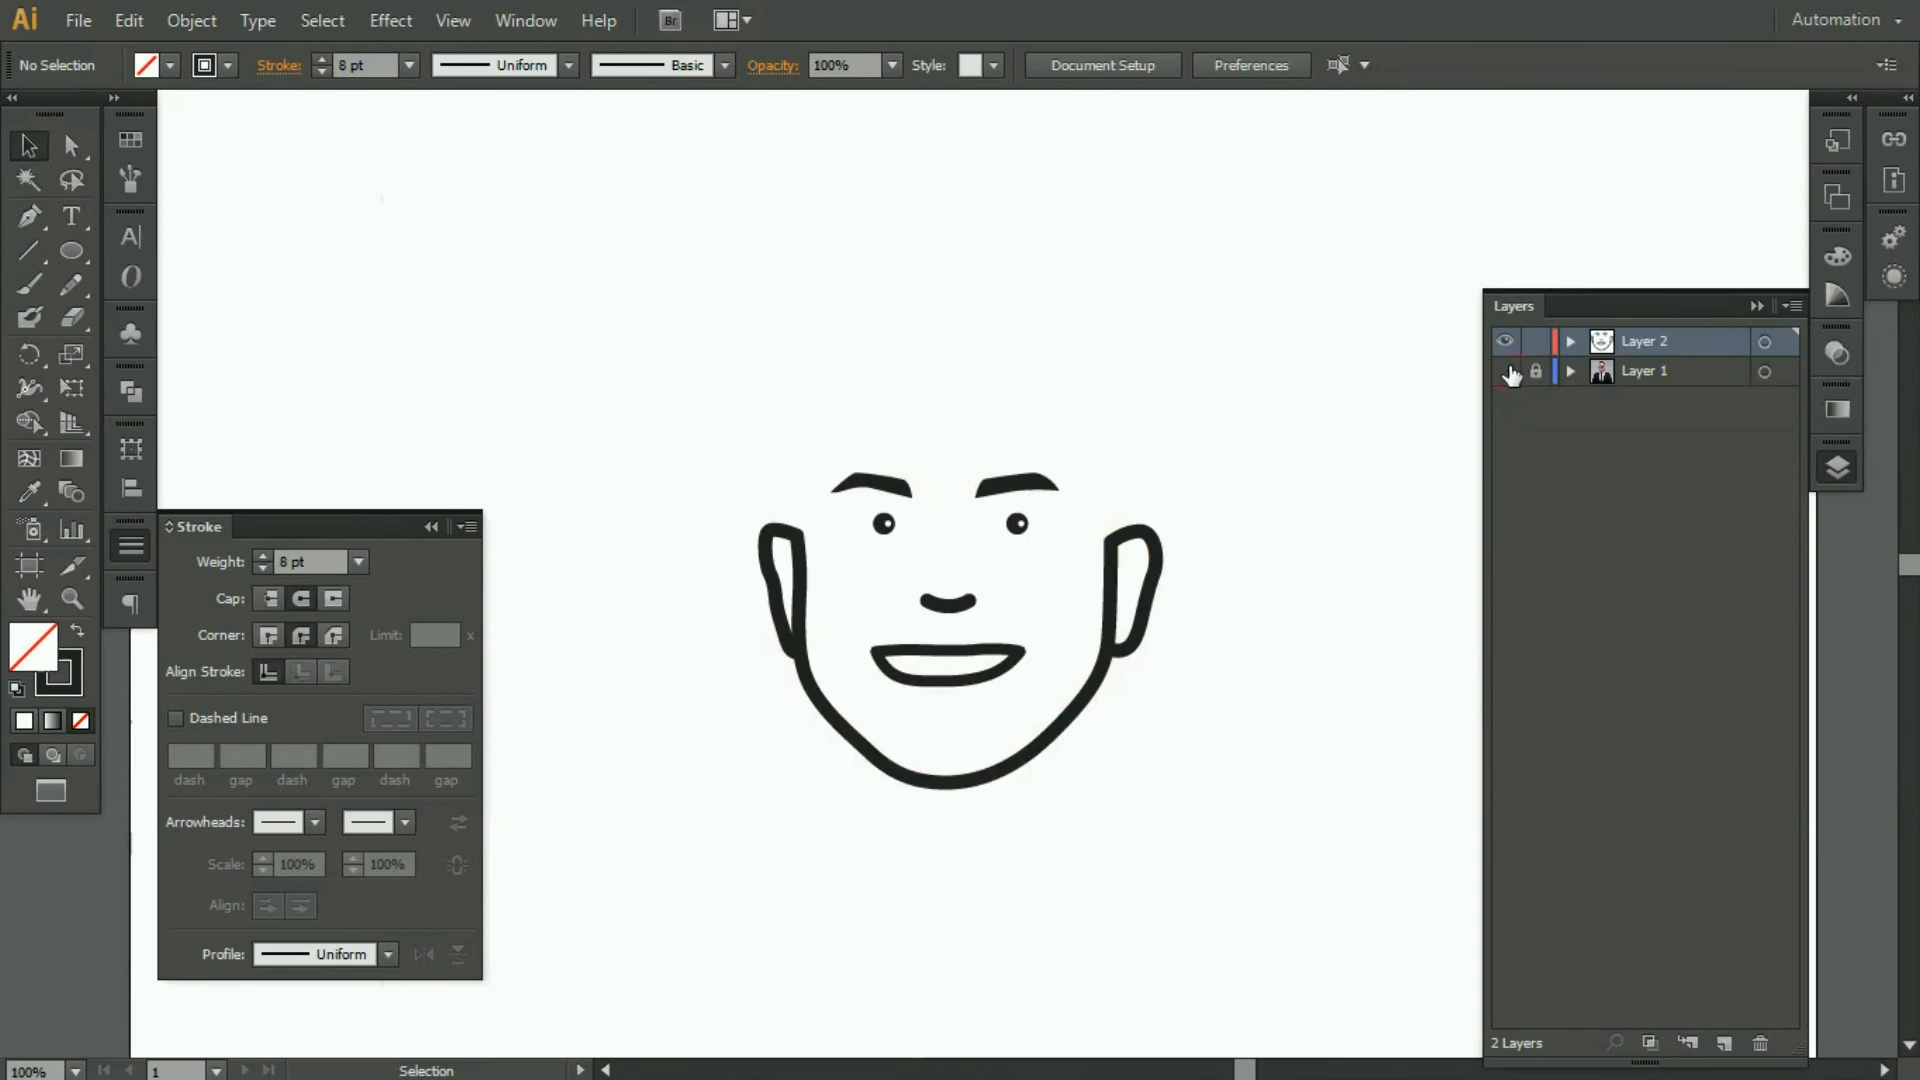 Ai File Edit Object Type Select Effect View Window Help Br Automation
No Selection Stroke: 8 pt Uniform Basic Opacity: 100% Style: Document Setup Preferences
Layers
Layer 2
Layer 1
Stroke
Weight: 8 pt
Cap:
Corner: Limit: x
Align Stroke:
Dashed Line
dash gap dash gap dash gap
Arrowheads:
Scale: 100% 100%
Align:
Profile: Uniform
2 Layers
100% 1 Selection